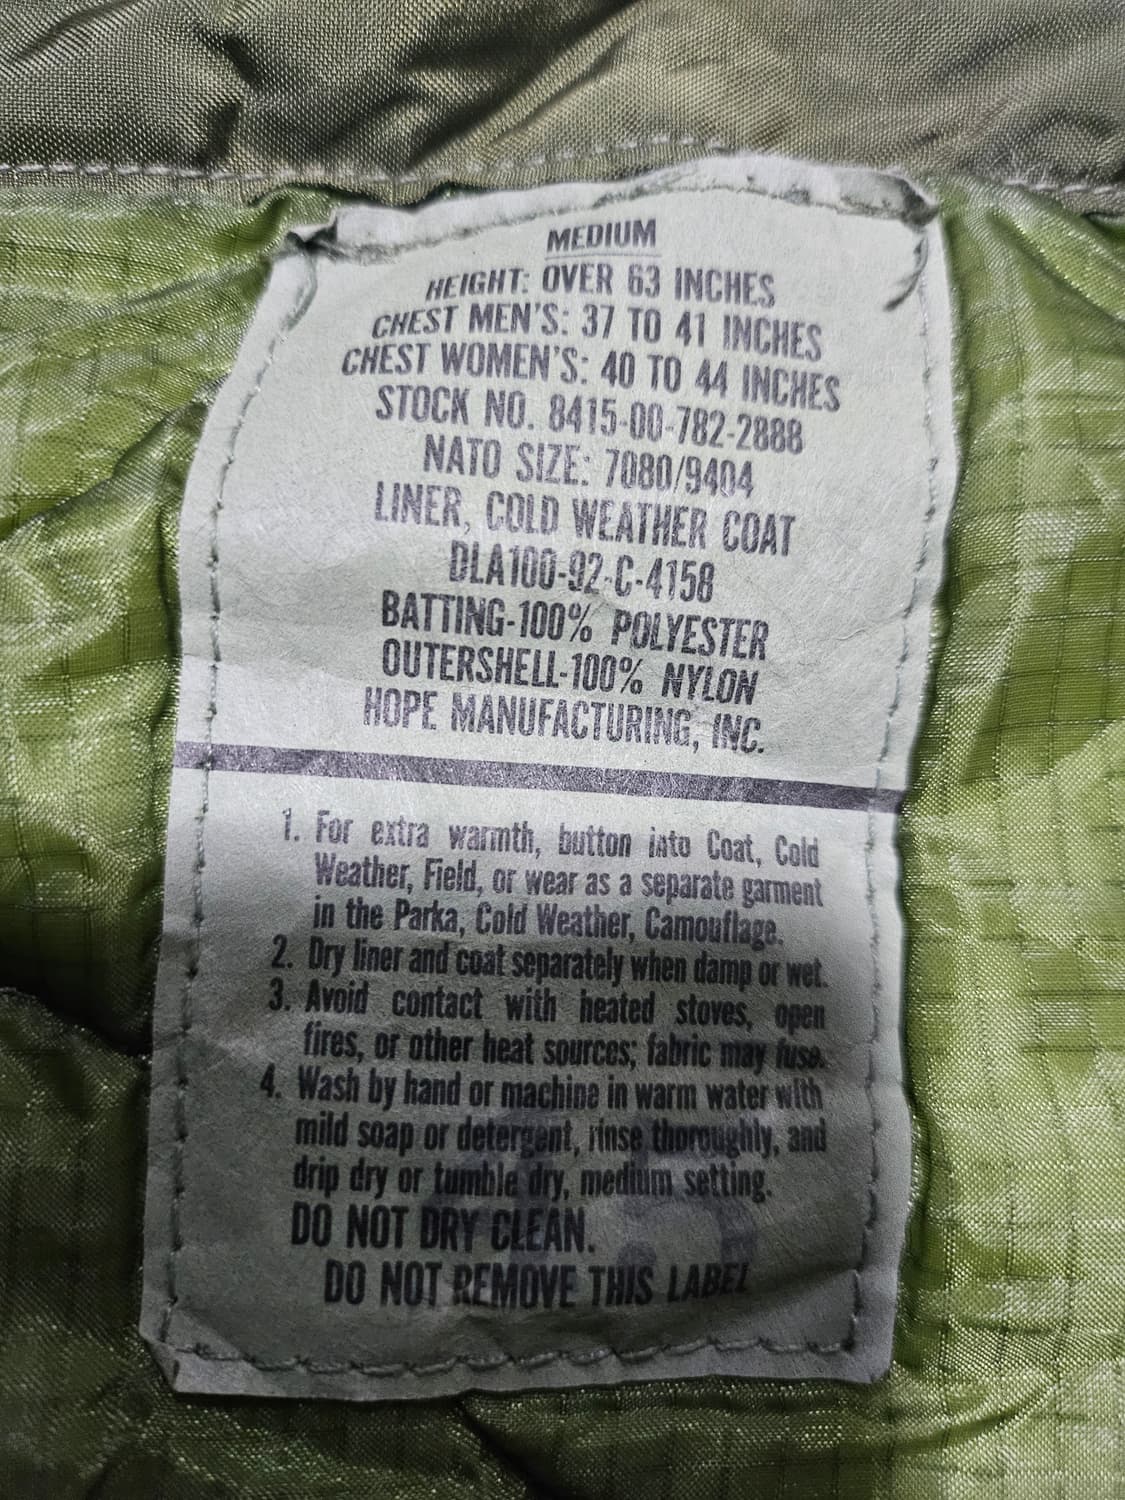 MEDIUM
HEIGHT: OVER 63 INCHES
CHEST MEN'S: 37 TO 41 INCHES
CHEST WOMEN'S: 40 TO 44 INCHES
STOCK NO. 8415-00-782-2888
NATO SIZE: 7080/9404
LINER, COLD WEATHER COAT
DLA100-92-C-4158
BATTING-100% POLYESTER
OUTERSHELL-100% NYLON
HOPE MANUFACTURING, INC.
1. For extra warmth, button into Coat, Cold
Weather, Field, or wear as a separate garment
in the Parka, Cold Weather, Camouflage.
2. Dry liner and coat separately when damp or wet.
3. Avoid contact with heated stoves, open
fires, or other heat sources; fabric may fuse.
4. Wash by hand or machine in warm water with
mild soap or detergent, rinse thoroughly, and
drip dry or tumble dry, medium setting.
DO NOT DRY CLEAN.
DO NOT REMOVE THIS LABEL